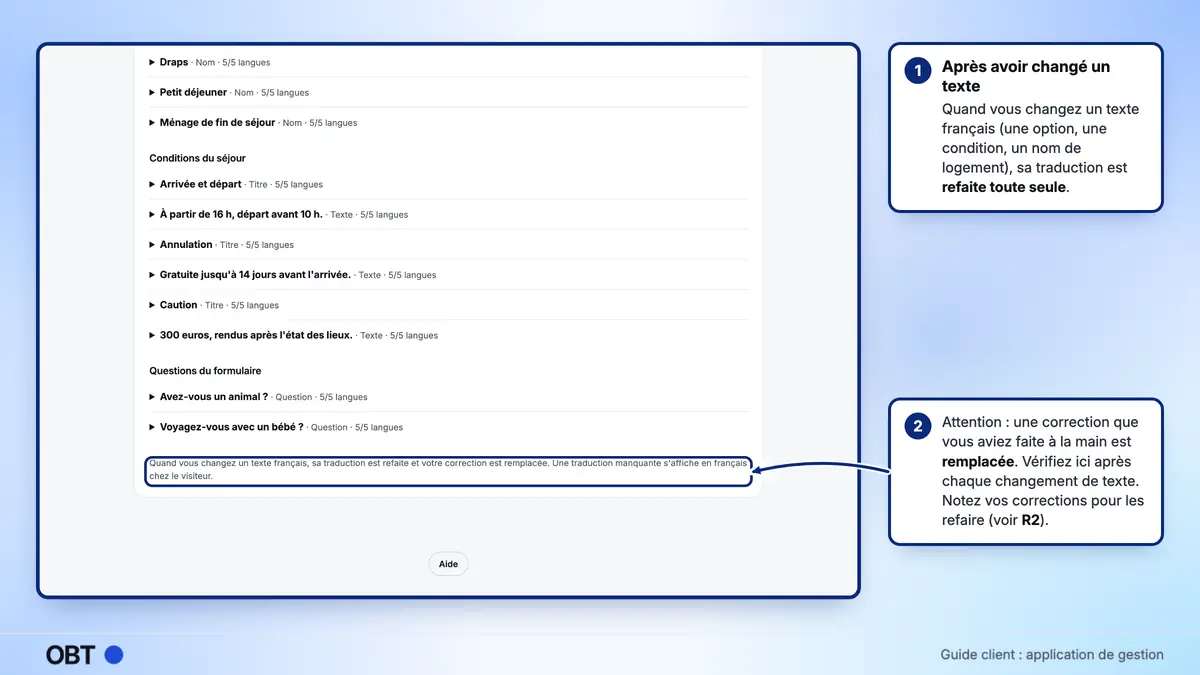 Draps · Nom · 5/5 langues
Petit déjeuner · Nom · 5/5 langues
Ménage de fin de séjour · Nom · 5/5 langues
Conditions du séjour
Arrivée et départ · Titre · 5/5 langues
À partir de 16 h, départ avant 10 h. · Texte · 5/5 langues
Annulation · Titre · 5/5 langues
Gratuite jusqu'à 14 jours avant l'arrivée. · Texte · 5/5 langues
Caution · Titre · 5/5 langues
300 euros, rendus après l'état des lieux. · Texte · 5/5 langues
Questions du formulaire
Avez-vous un animal ? · Question · 5/5 langues
Voyagez-vous avec un bébé ? · Question · 5/5 langues
Quand vous changez un texte français, sa traduction est refaite et votre correction est remplacée. Une traduction manquante s'affiche en français
chez le visiteur.
Aide
1
Après avoir changé un
texte
Quand vous changez un texte
français (une option, une
condition, un nom de
logement), sa traduction est
refaite toute seule.
2
Attention : une correction que
vous aviez faite à la main est
remplacée. Vérifiez ici après
chaque changement de texte.
Notez vos corrections pour les
refaire (voir R2).
OBT
Guide client : application de gestion